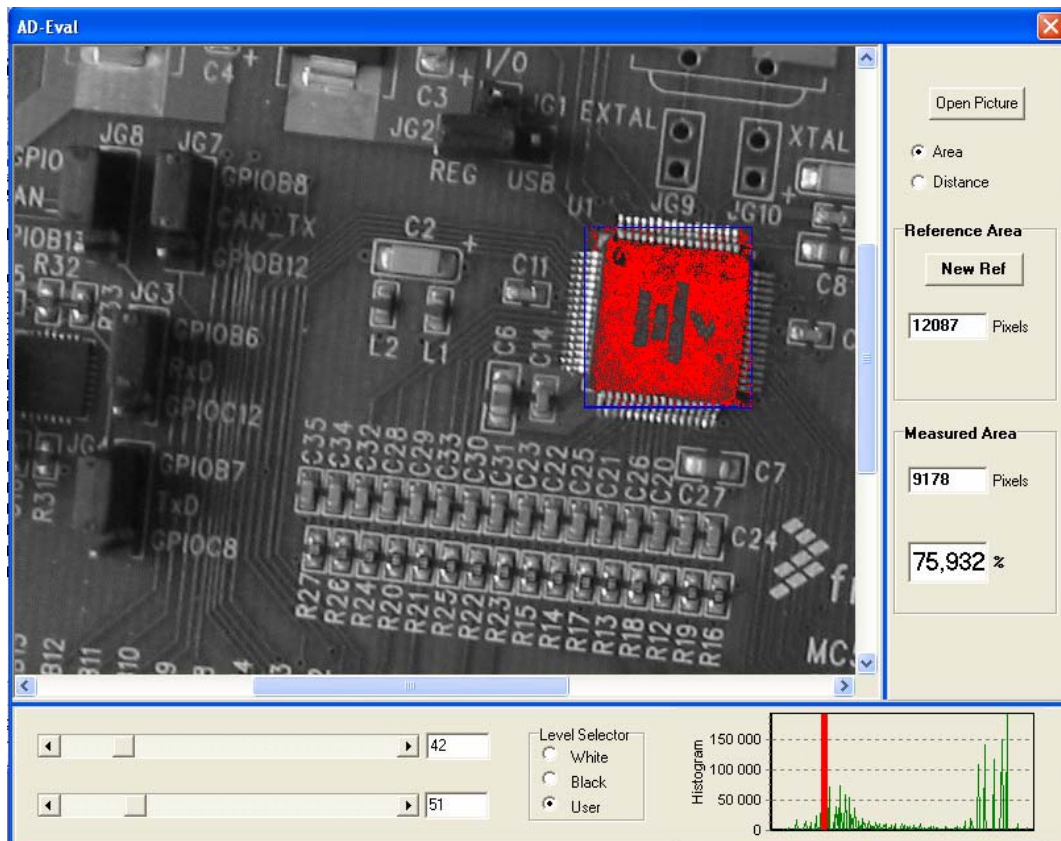 AD-Eval
Open Picture
Area
Distance
Reference Area
New Ref
12087 Pixels
Measured Area
9178 Pixels
75,932 %
C4
I/O
C3
JG1
EXTAL
JG2
XTAL
JG8
JG7
REG
USB
GPIO
GPIOB8
U1
JG9
JG10
CAN_TX
C2
GPIOB12
R32
C11
C8
JG3
R33
GPIOB6
L2
L1
C6
C14
TxD
GPIOC12
C35
C34
C32
C28
C29
C33
C30
C31
C23
C22
C25
C21
C26
C20
C27
C7
GPIOB7
R31
TxD
C24
GPIOC8
R27
R26
R24
R20
R21
R25
R22
R23
R15
R14
R17
R13
R18
R12
R19
R16
42
51
Level Selector
White
Black
User
Histogram
150 000
100 000
50 000
0